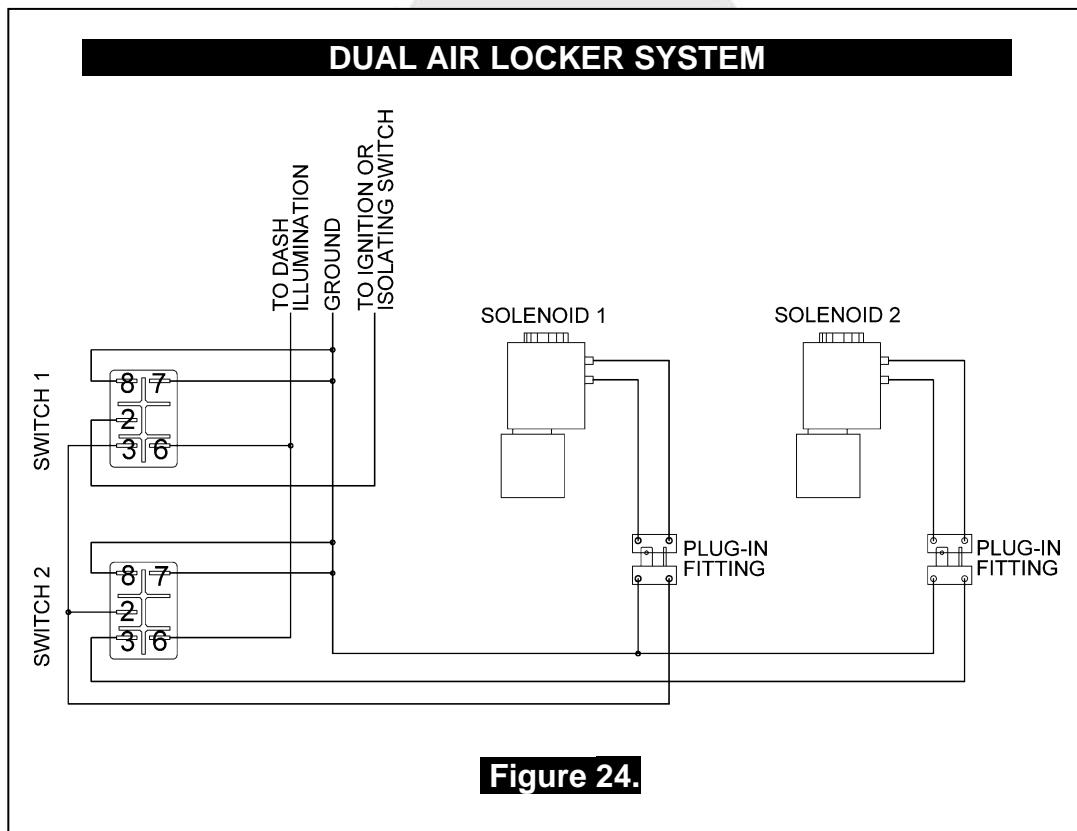 DUAL AIR LOCKER SYSTEM
TO DASH
ILLUMINATION
GROUND
TO IGNITION OR
ISOLATING SWITCH
SOLENOID 1
SOLENOID 2
SWITCH 1
8 7
2
3 6
SWITCH 2
8 7
2
3 6
PLUG-IN
FITTING
PLUG-IN
FITTING
Figure 24.